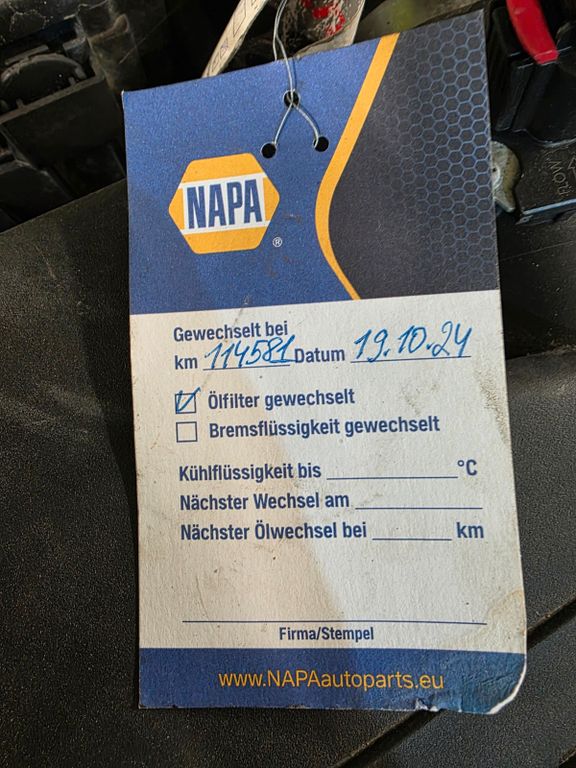 NAPA
®
Gewechselt bei
km 114581 Datum 19.10.24
Ölfilter gewechselt
Bremsflüssigkeit gewechselt
Kühlflüssigkeit bis °C
Nächster Wechsel am
Nächster Ölwechsel bei km
Firma/Stempel
www.NAPAautoparts.eu